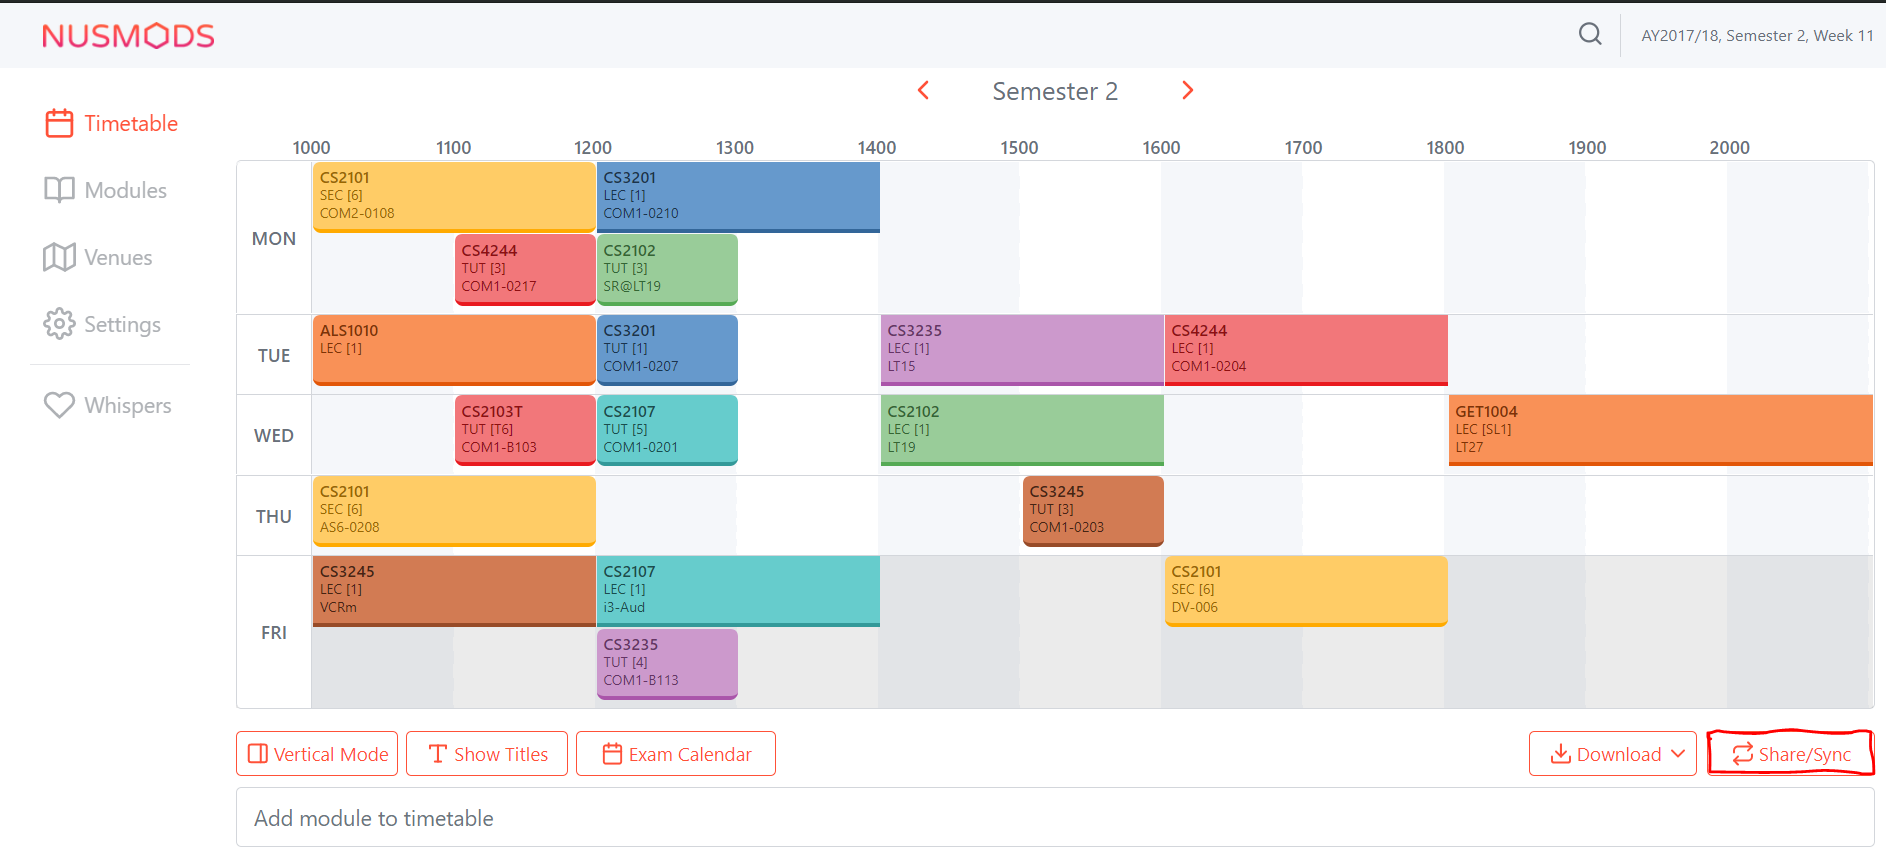 NUSMODS
AY2017/18, Semester 2, Week 11
Timetable
Modules
Venues
Settings
Whispers
Semester 2
1000 1100 1200 1300 1400 1500 1600 1700 1800 1900 2000
MON
CS2101
SEC [6]
COM2-0108
CS3201
LEC [1]
COM1-0210
CS4244
TUT [3]
COM1-0217
CS2102
TUT [3]
SR@LT19
TUE
ALS1010
LEC [1]
CS3201
TUT [1]
COM1-0207
CS3235
LEC [1]
LT15
CS4244
LEC [1]
COM1-0204
WED
CS2103T
TUT [T6]
COM1-B103
CS2107
TUT [5]
COM1-0201
CS2102
LEC [1]
LT19
GET1004
LEC [SL1]
LT27
THU
CS2101
SEC [6]
AS6-0208
CS3245
TUT [3]
COM1-0203
FRI
CS3245
LEC [1]
VCRm
CS2107
LEC [1]
i3-Aud
CS2101
SEC [6]
DV-006
CS3235
TUT [4]
COM1-B113
Vertical Mode
Show Titles
Exam Calendar
Download
Share/Sync
Add module to timetable